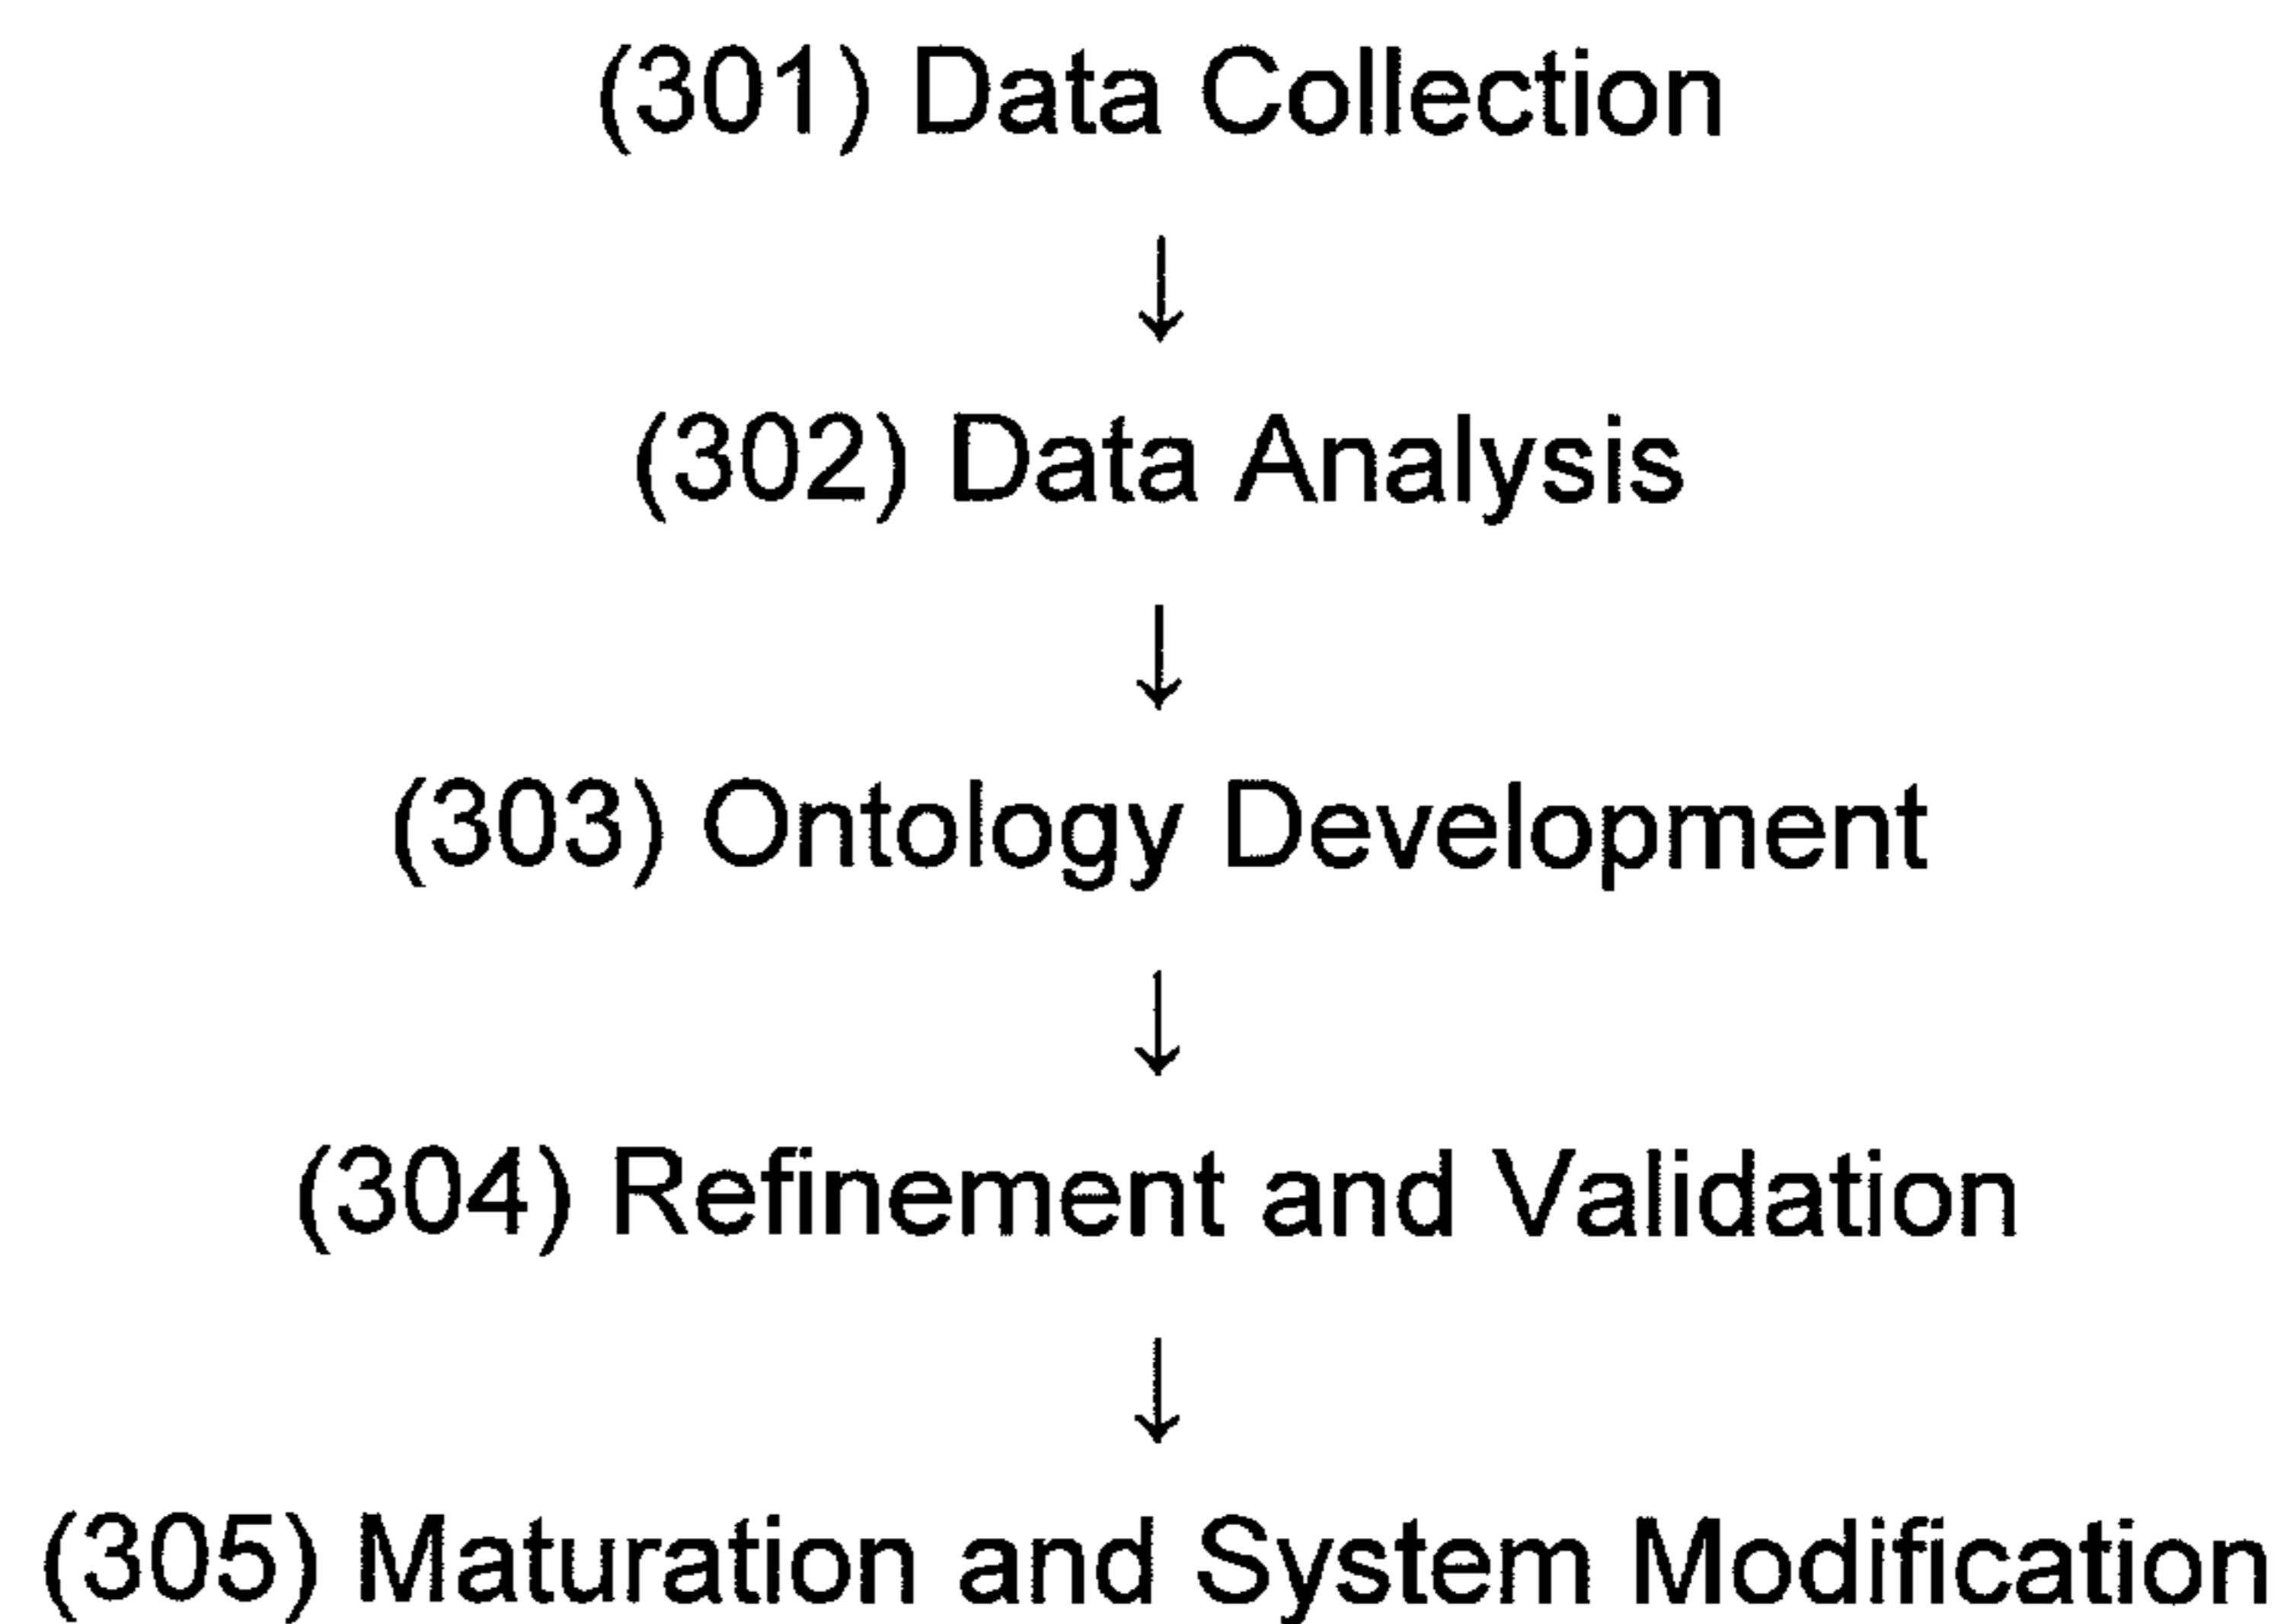 (301) Data Collection
↓
(302) Data Analysis
↓
(303) Ontology Development
↓
(304) Refinement and Validation
↓
(305) Maturation and System Modification